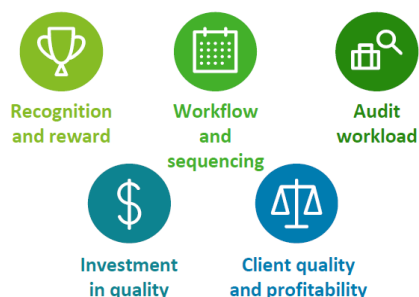 Recognition
and reward
Workflow
and
sequencing
Audit
workload
Investment
in quality
Client quality
and profitability